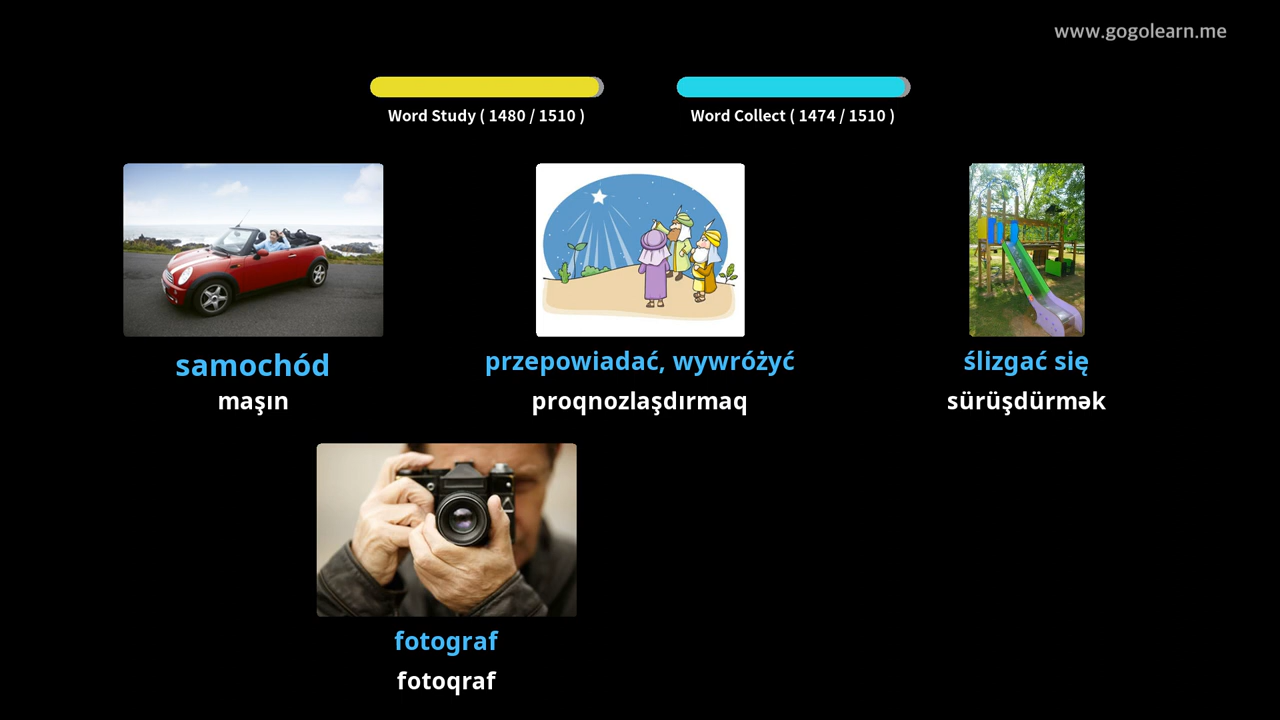 www.gogolearn.me
Word Study ( 1480 / 1510 )
Word Collect ( 1474 / 1510 )
samochód
maşın
przepowiadać, wywróżyć
proqnozlaşdırmaq
ślizgać się
sürüşdürmək
fotograf
fotoqraf